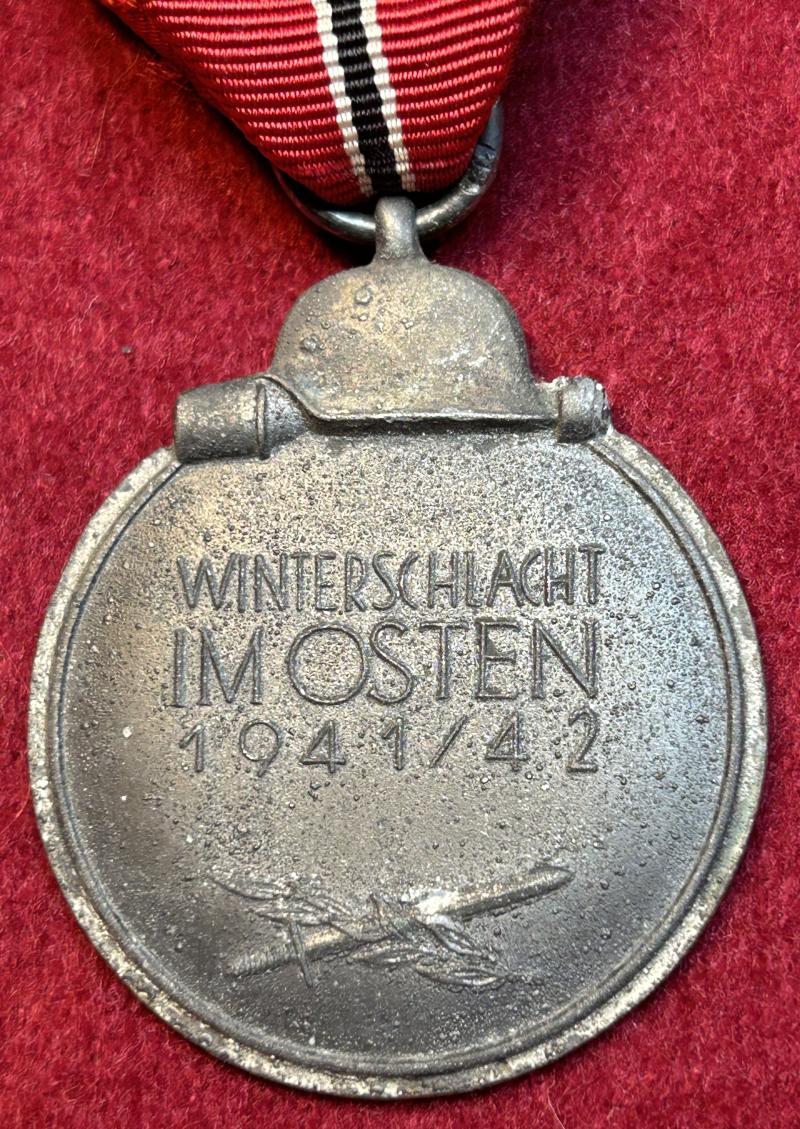 WINTERSCHLACHT
IM OSTEN
1941/42